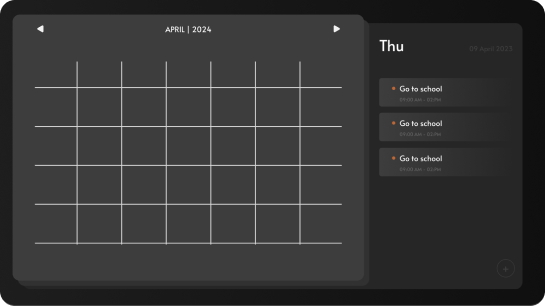 APRIL | 2024
Thu
09 April 2023
Go to school
09:00 AM - 02:PM
Go to school
09:00 AM - 02:PM
Go to school
09:00 AM - 02:PM
+